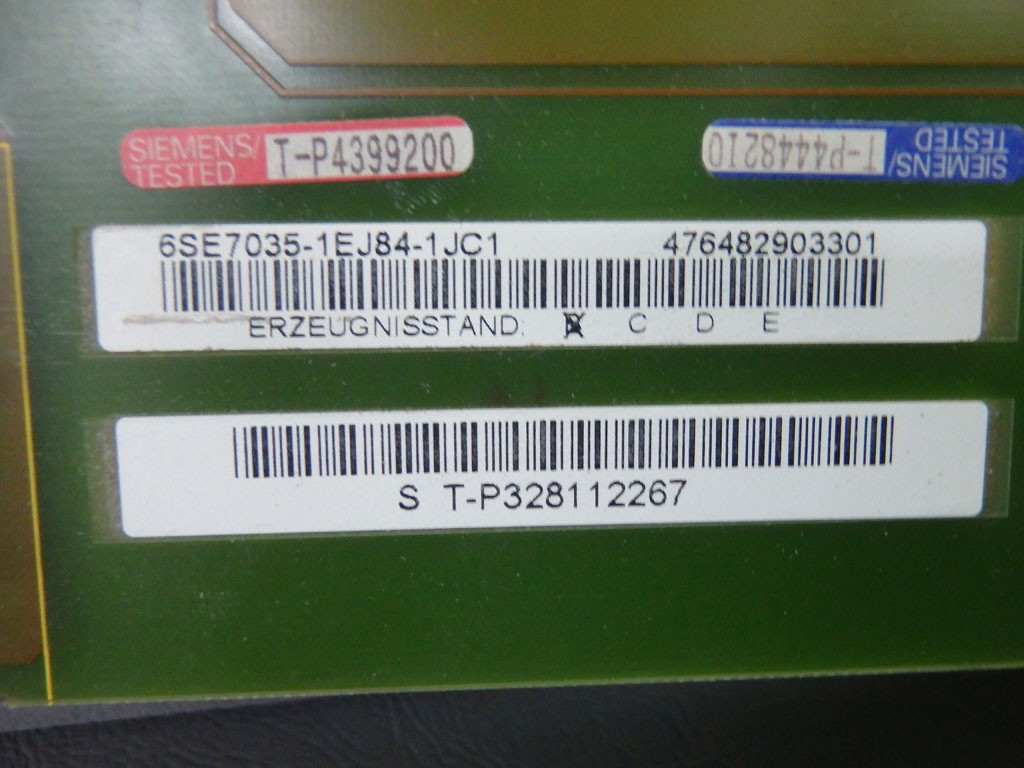 SIEMENS/
TESTED
T-P4399200
SIEMENS/
TESTED
T-P4448210
6SE7035-1EJ84-1JC1 476482903301
ERZEUGNISSTAND: B C D E
S T-P328112267